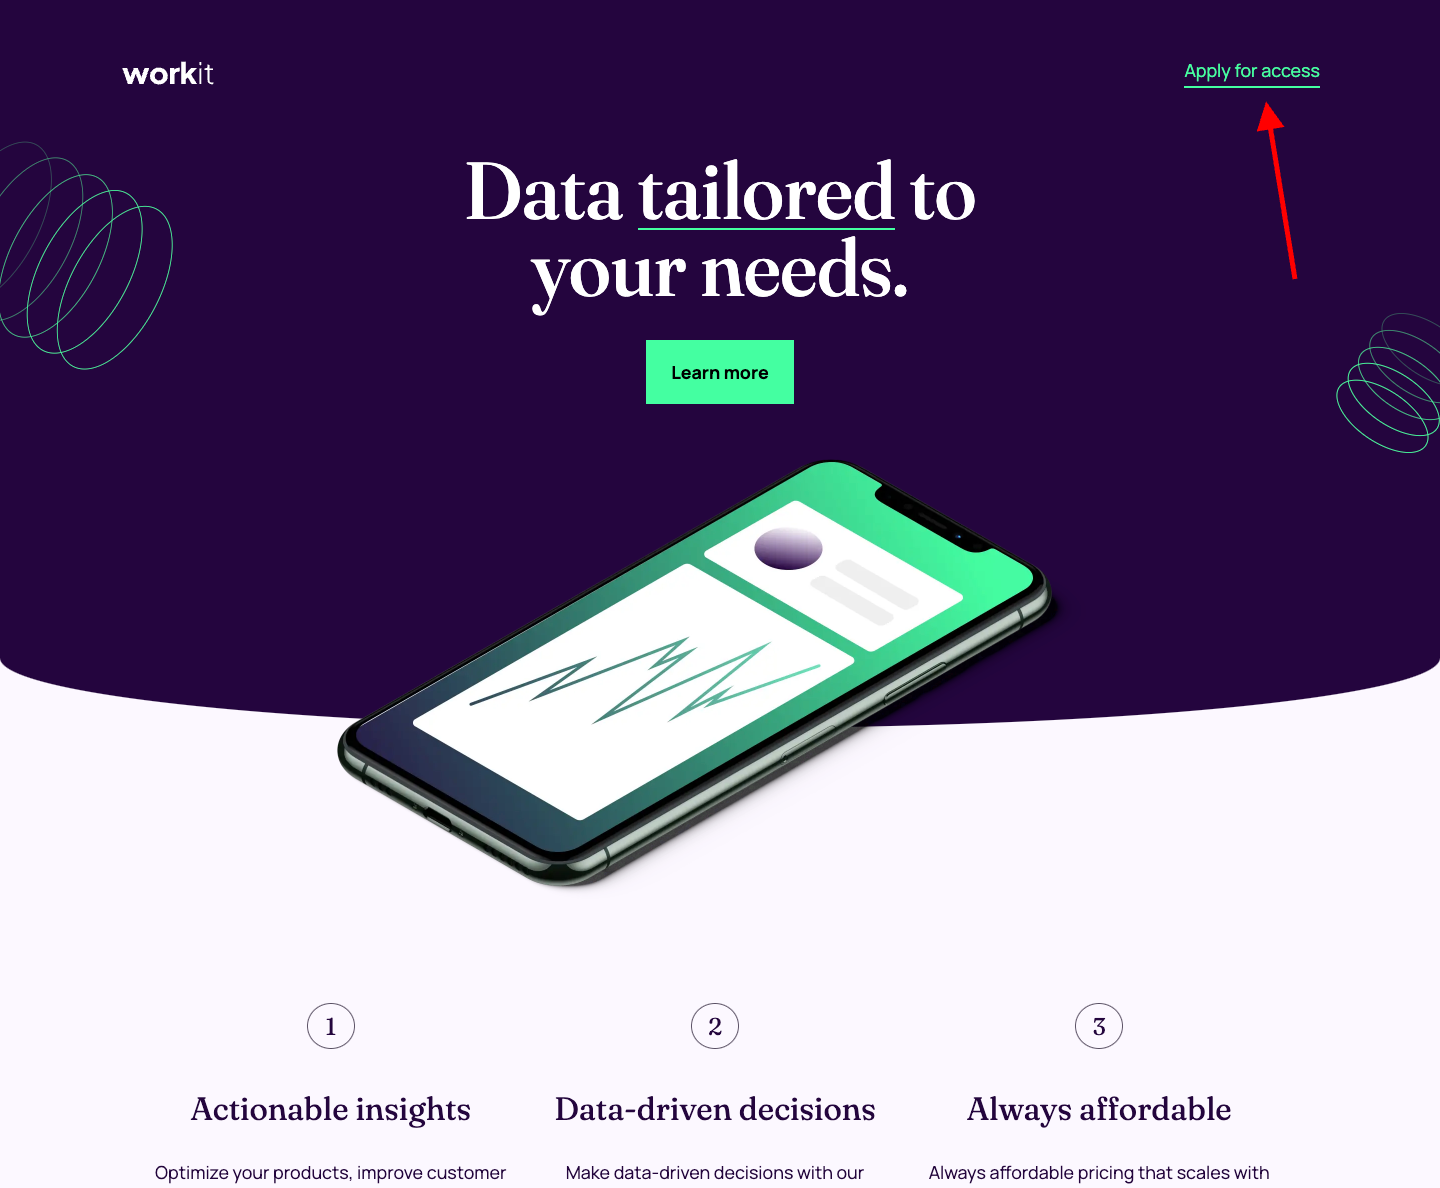 workit
Apply for access
Data tailored to
your needs.
Learn more
1
2
3
Actionable insights
Data-driven decisions
Always affordable
Optimize your products, improve customer
Make data-driven decisions with our
Always affordable pricing that scales with